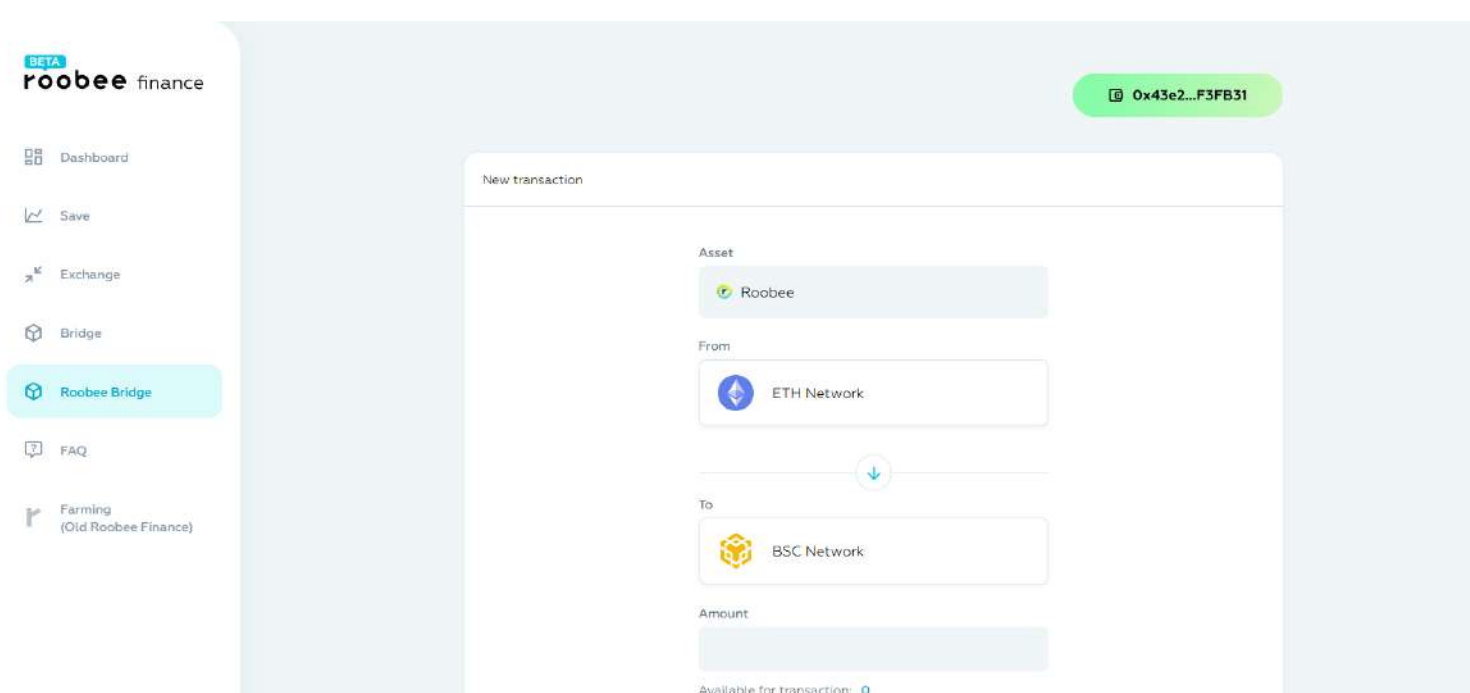 BETA
roobee finance
0x43e2...F3FB31
Dashboard
New transaction
Save
Asset
Exchange
Roobee
Bridge
From
Roobee Bridge
ETH Network
FAQ
To
Farming
(Old Roobee Finance)
BSC Network
Amount
Available for transaction: 0